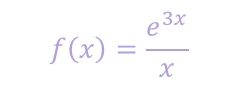 f(x) = e^{3x}/x